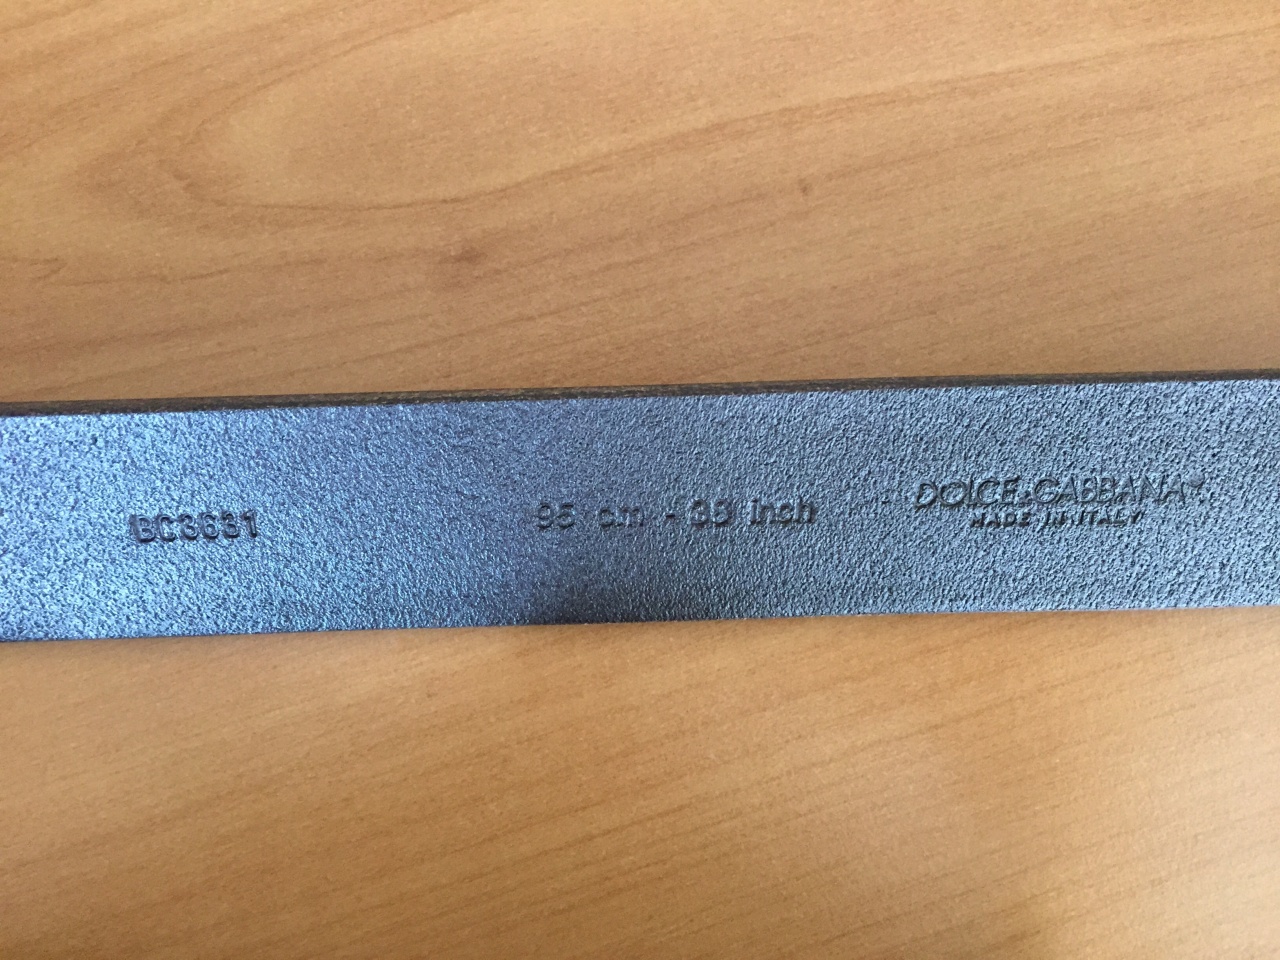 BC3631
95 cm - 38 inch
DOLCE&GABBANA
MADE IN ITALY